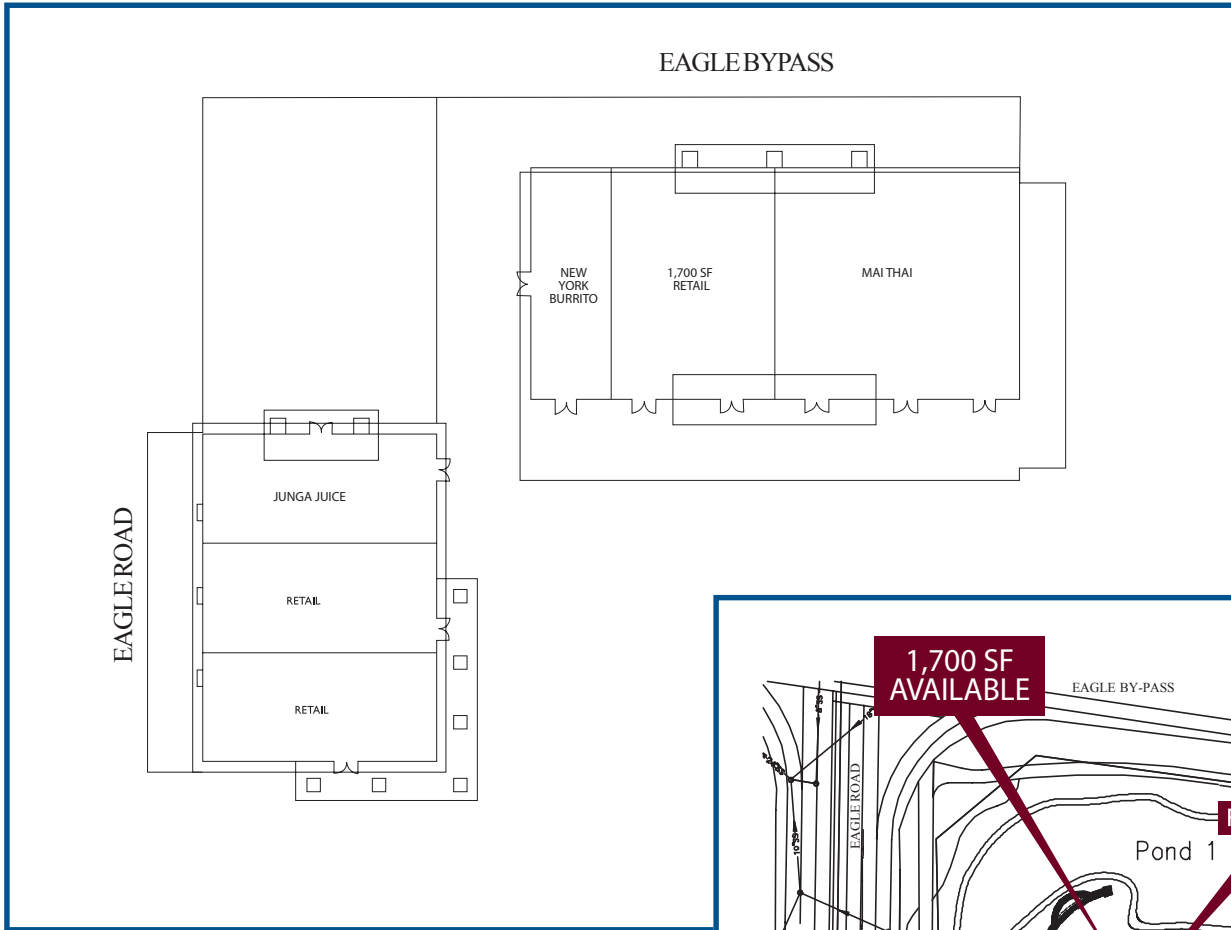 EAGLE BYPASS
NEW
YORK
BURRITO
1,700 SF
RETAIL
MAI THAI
JUNGA JUICE
EAGLE ROAD
RETAIL
RETAIL
1,700 SF
AVAILABLE
EAGLE BY-PASS
EAGLE ROAD
Pond 1